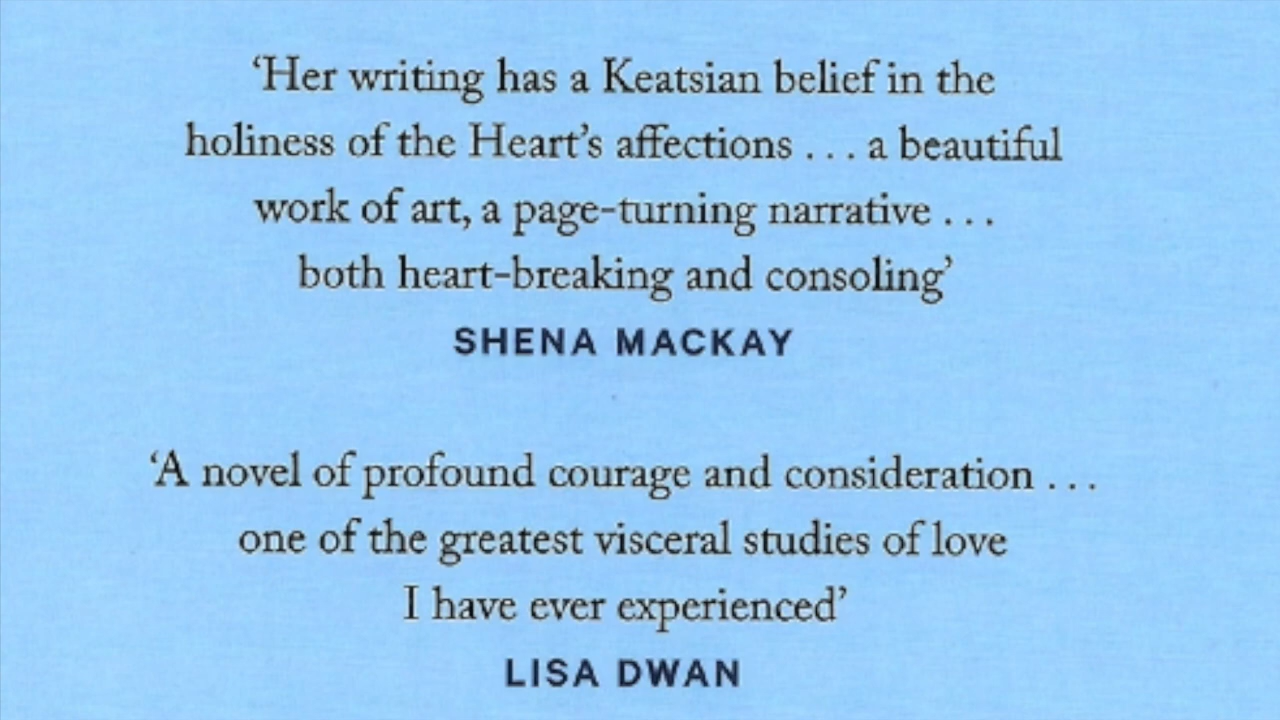 ‘Her writing has a Keatsian belief in the
holiness of the Heart’s affections . . . a beautiful
work of art, a page-turning narrative . . .
both heart-breaking and consoling’
SHENA MACKAY
‘A novel of profound courage and consideration . . .
one of the greatest visceral studies of love
I have ever experienced’
LISA DWAN